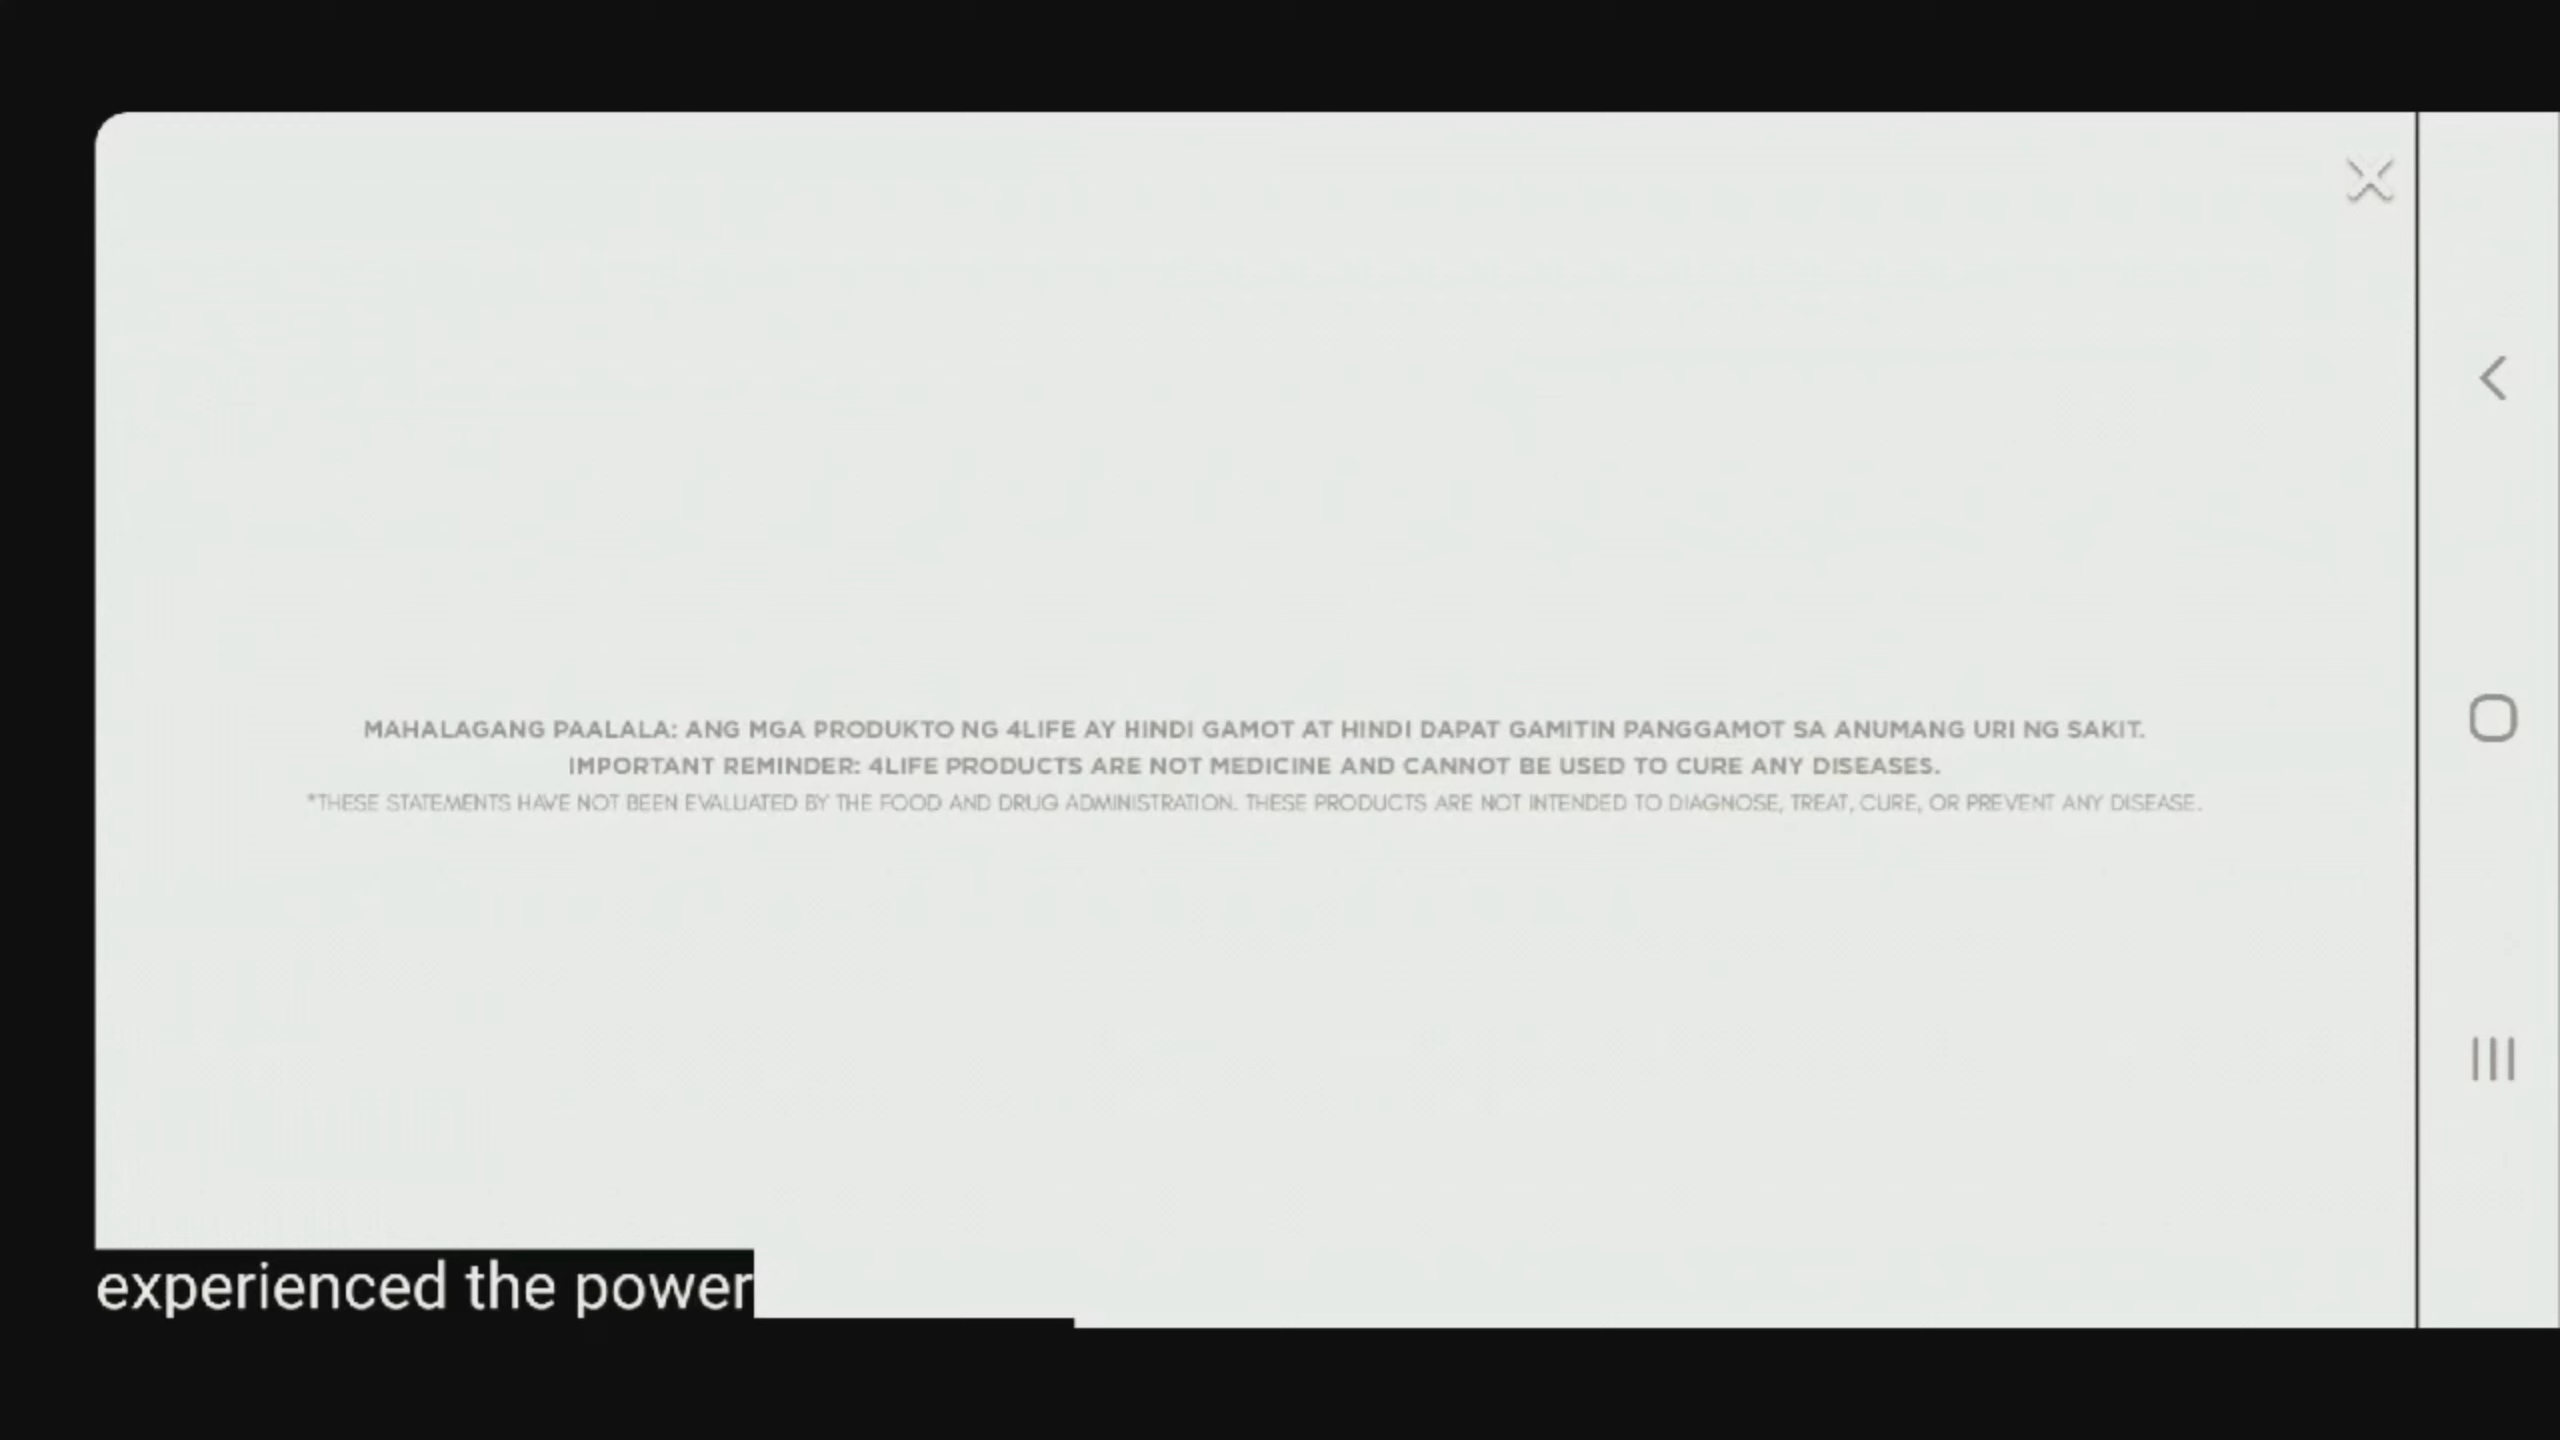 MAHALAGANG PAALALA: ANG MGA PRODUKTO NG 4LIFE AY HINDI GAMOT AT HINDI DAPAT GAMITIN PANGGAMOT SA ANUMANG URI NG SAKIT.
IMPORTANT REMINDER: 4LIFE PRODUCTS ARE NOT MEDICINE AND CANNOT BE USED TO CURE ANY DISEASES.
*THESE STATEMENTS HAVE NOT BEEN EVALUATED BY THE FOOD AND DRUG ADMINISTRATION. THESE PRODUCTS ARE NOT INTENDED TO DIAGNOSE, TREAT, CURE, OR PREVENT ANY DISEASE.
experienced the power